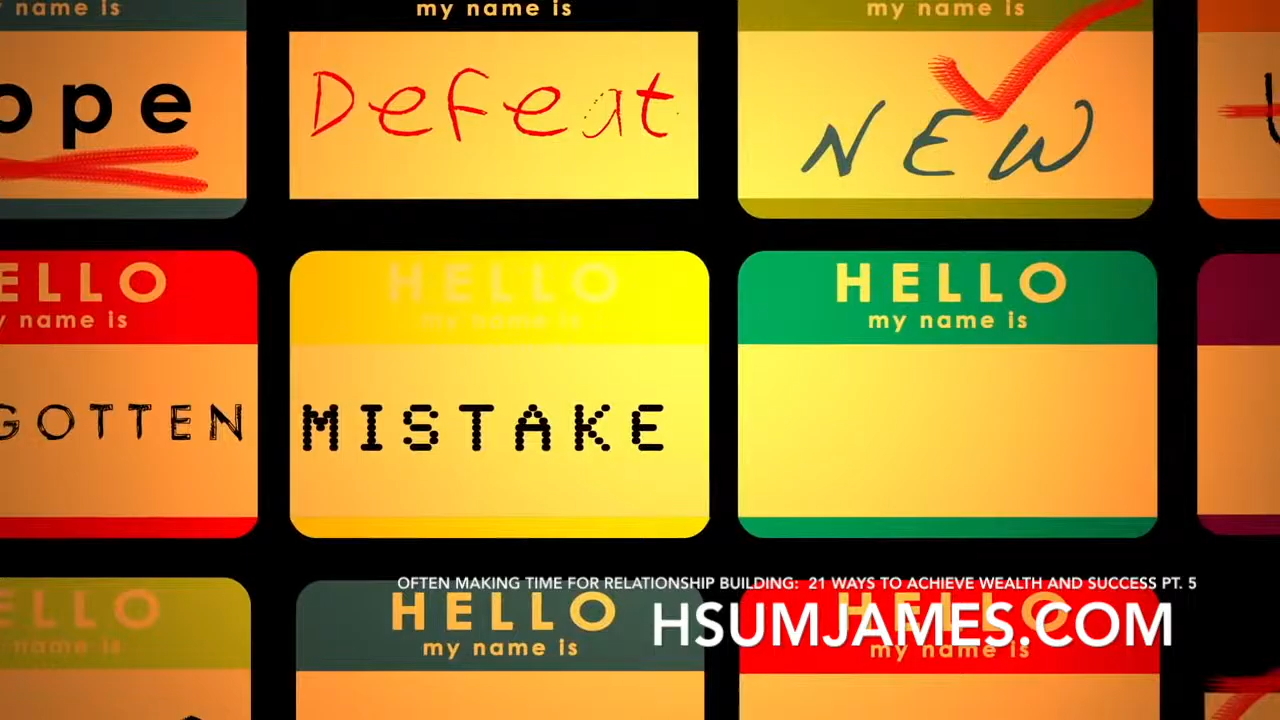 my name is
my name is
my name is
ope
Defeat
NEW
ELLO
HELLO
HELLO
my name is
my name is
my name is
GOTTEN
MISTAKE
OFTEN MAKING TIME FOR RELATIONSHIP BUILDING: 21 WAYS TO ACHIEVE WEALTH AND SUCCESS PT. 5
HSUMJAMES.COM
ELLO
HELLO
HELLO
my name is
my name is
my name is